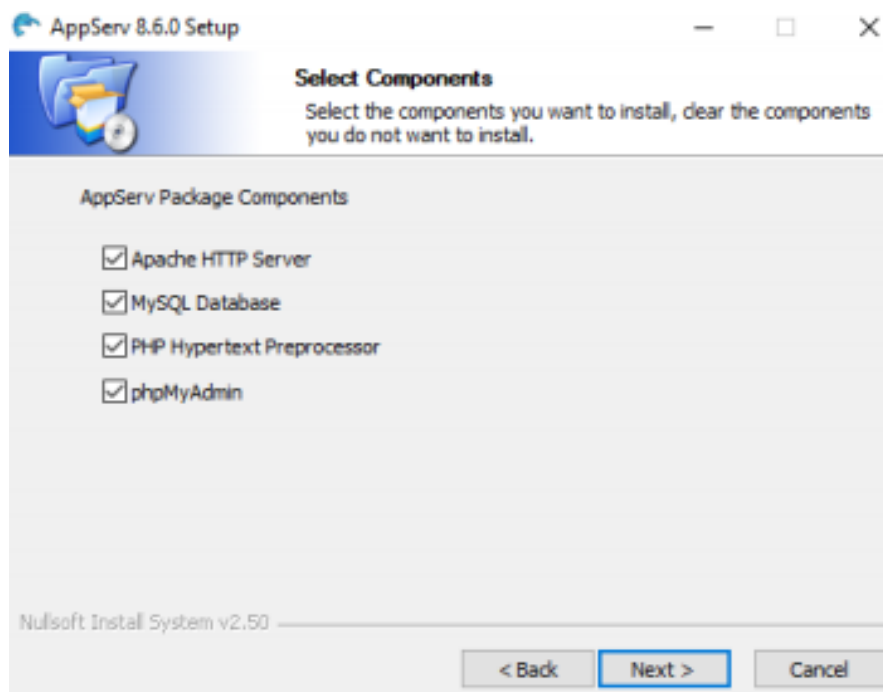 AppServ 8.6.0 Setup
Select Components
Select the components you want to install, clear the components
you do not want to install.
AppServ Package Components
Apache HTTP Server
MySQL Database
PHP Hypertext Preprocessor
phpMyAdmin
Nullsoft Install System v2.50
< Back Next > Cancel